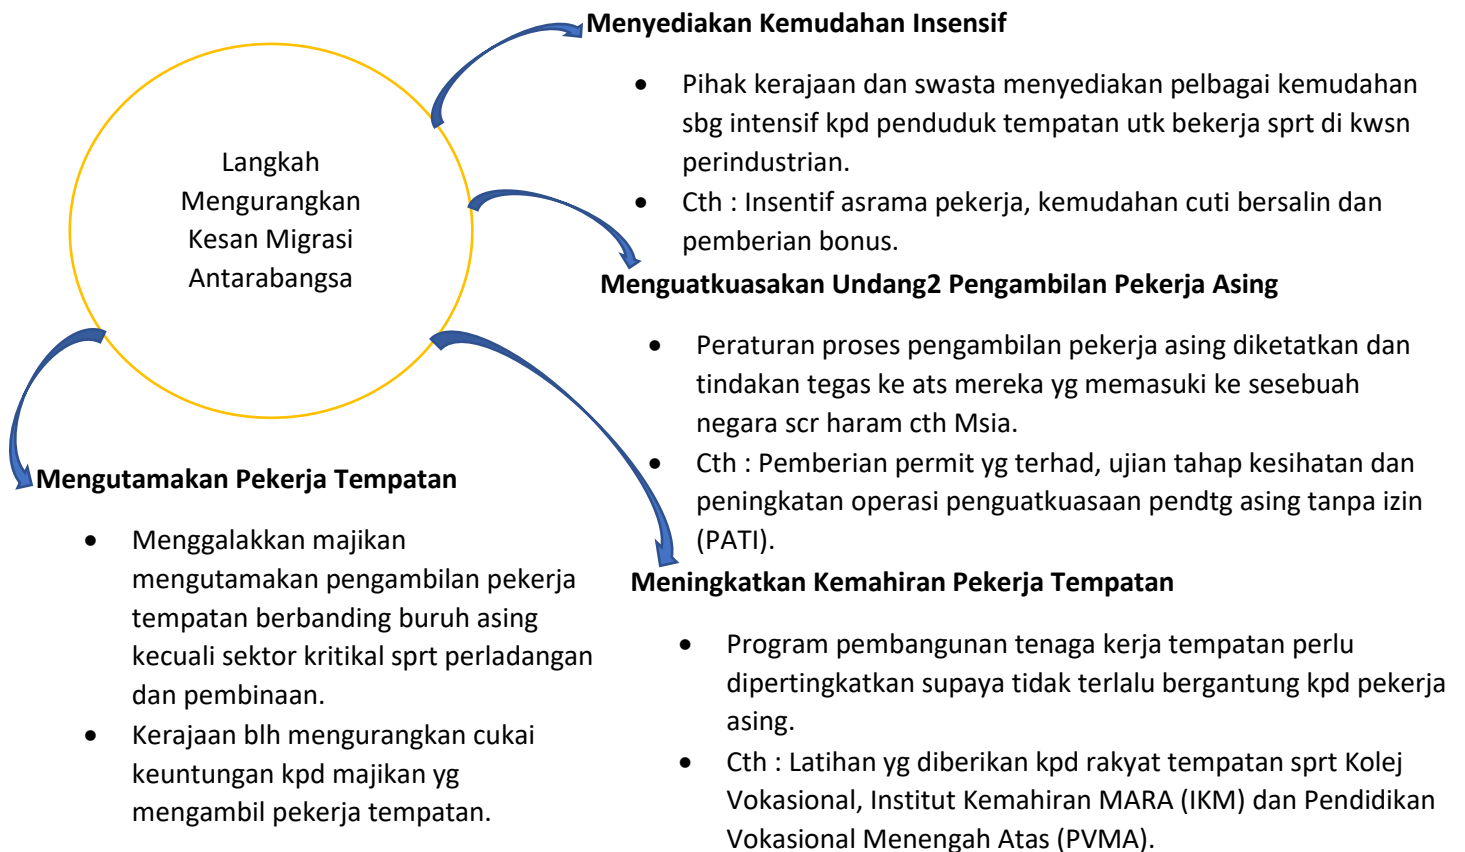 Langkah
Mengurangkan
Kesan Migrasi
Antarabangsa
Menyediakan Kemudahan Insensif
• Pihak kerajaan dan swasta menyediakan pelbagai kemudahan
sbg intensif kpd penduduk tempatan utk bekerja sprt di kwsn
perindustrian.
• Cth : Insentif asrama pekerja, kemudahan cuti bersalin dan
pemberian bonus.
Menguatkuasakan Undang2 Pengambilan Pekerja Asing
• Peraturan proses pengambilan pekerja asing diketatkan dan
tindakan tegas ke ats mereka yg memasuki ke sesebuah
negara scr haram cth Msia.
• Cth : Pemberian permit yg terhad, ujian tahap kesihatan dan
peningkatan operasi penguatkuasaan pendtg asing tanpa izin
(PATI).
Meningkatkan Kemahiran Pekerja Tempatan
• Program pembangunan tenaga kerja tempatan perlu
dipertingkatkan supaya tidak terlalu bergantung kpd pekerja
asing.
• Cth : Latihan yg diberikan kpd rakyat tempatan sprt Kolej
Vokasional, Institut Kemahiran MARA (IKM) dan Pendidikan
Vokasional Menengah Atas (PVMA).
Mengutamakan Pekerja Tempatan
• Menggalakkan majikan
mengutamakan pengambilan pekerja
tempatan berbanding buruh asing
kecuali sektor kritikal sprt perladangan
dan pembinaan.
• Kerajaan blh mengurangkan cukai
keuntungan kpd majikan yg
mengambil pekerja tempatan.